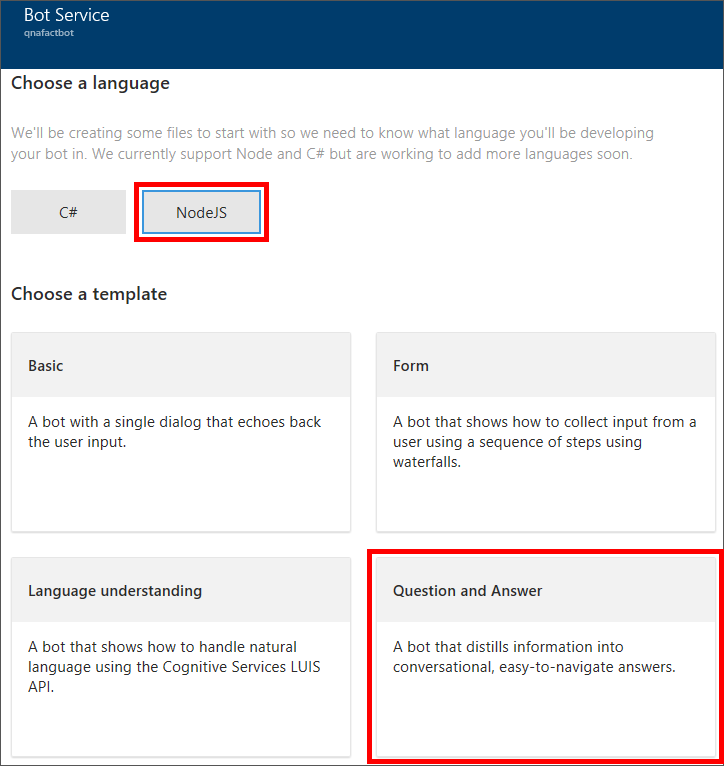 Bot Service
qnafactbot
Choose a language
We'll be creating some files to start with so we need to know what language you'll be developing
your bot in. We currently support Node and C# but are working to add more languages soon.
C#
NodeJS
Choose a template
Basic
A bot with a single dialog that echoes back
the user input.
Form
A bot that shows how to collect input from a
user using a sequence of steps using
waterfalls.
Language understanding
A bot that shows how to handle natural
language using the Cognitive Services LUIS
API.
Question and Answer
A bot that distills information into
conversational, easy-to-navigate answers.